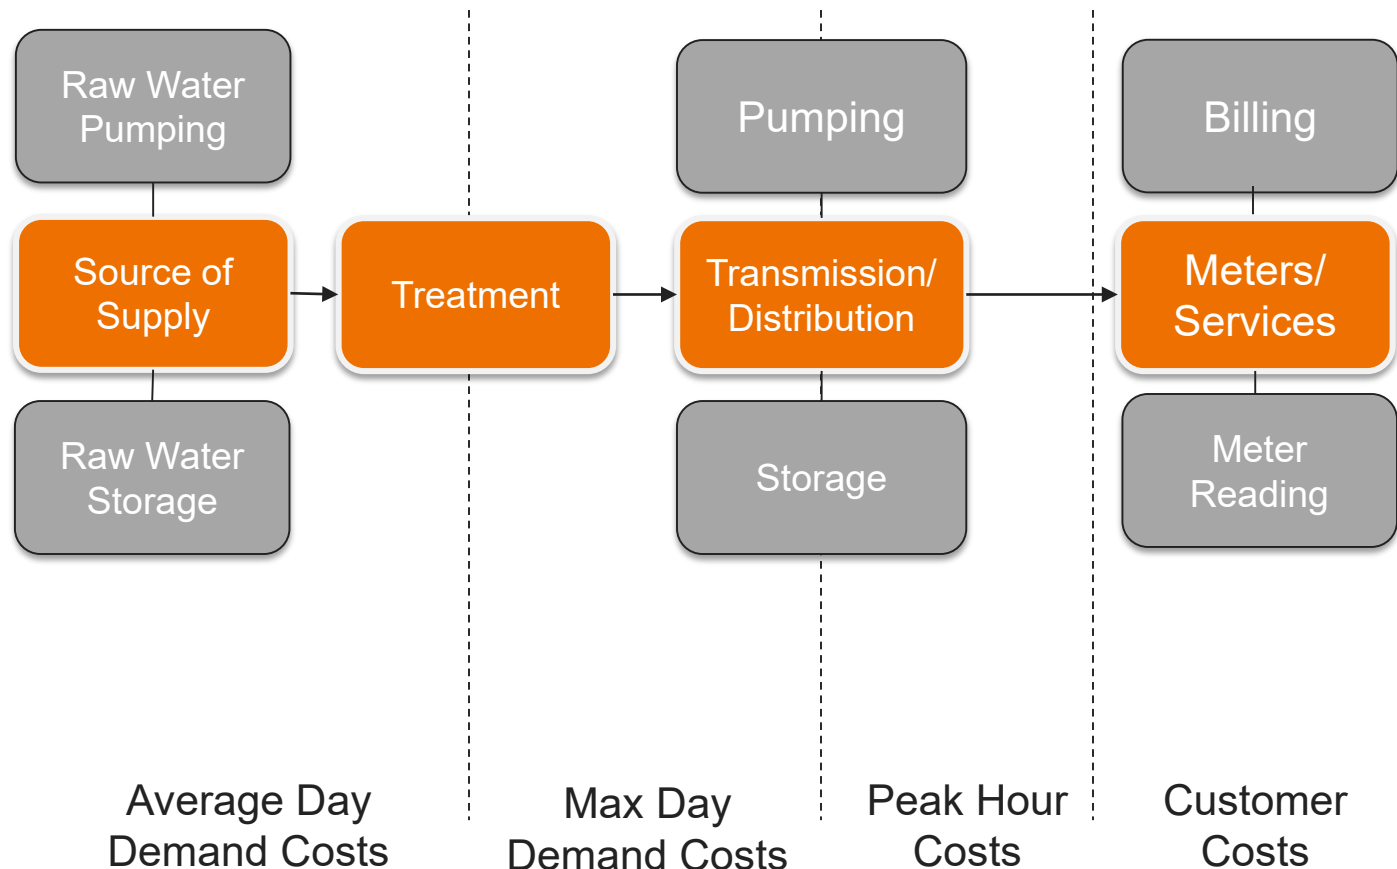 Raw Water
Pumping
Pumping
Billing
Source of
Supply
Treatment
Transmission/
Distribution
Meters/
Services
Raw Water
Storage
Storage
Meter
Reading
Average Day
Demand Costs
Max Day
Demand Costs
Peak Hour
Costs
Customer
Costs